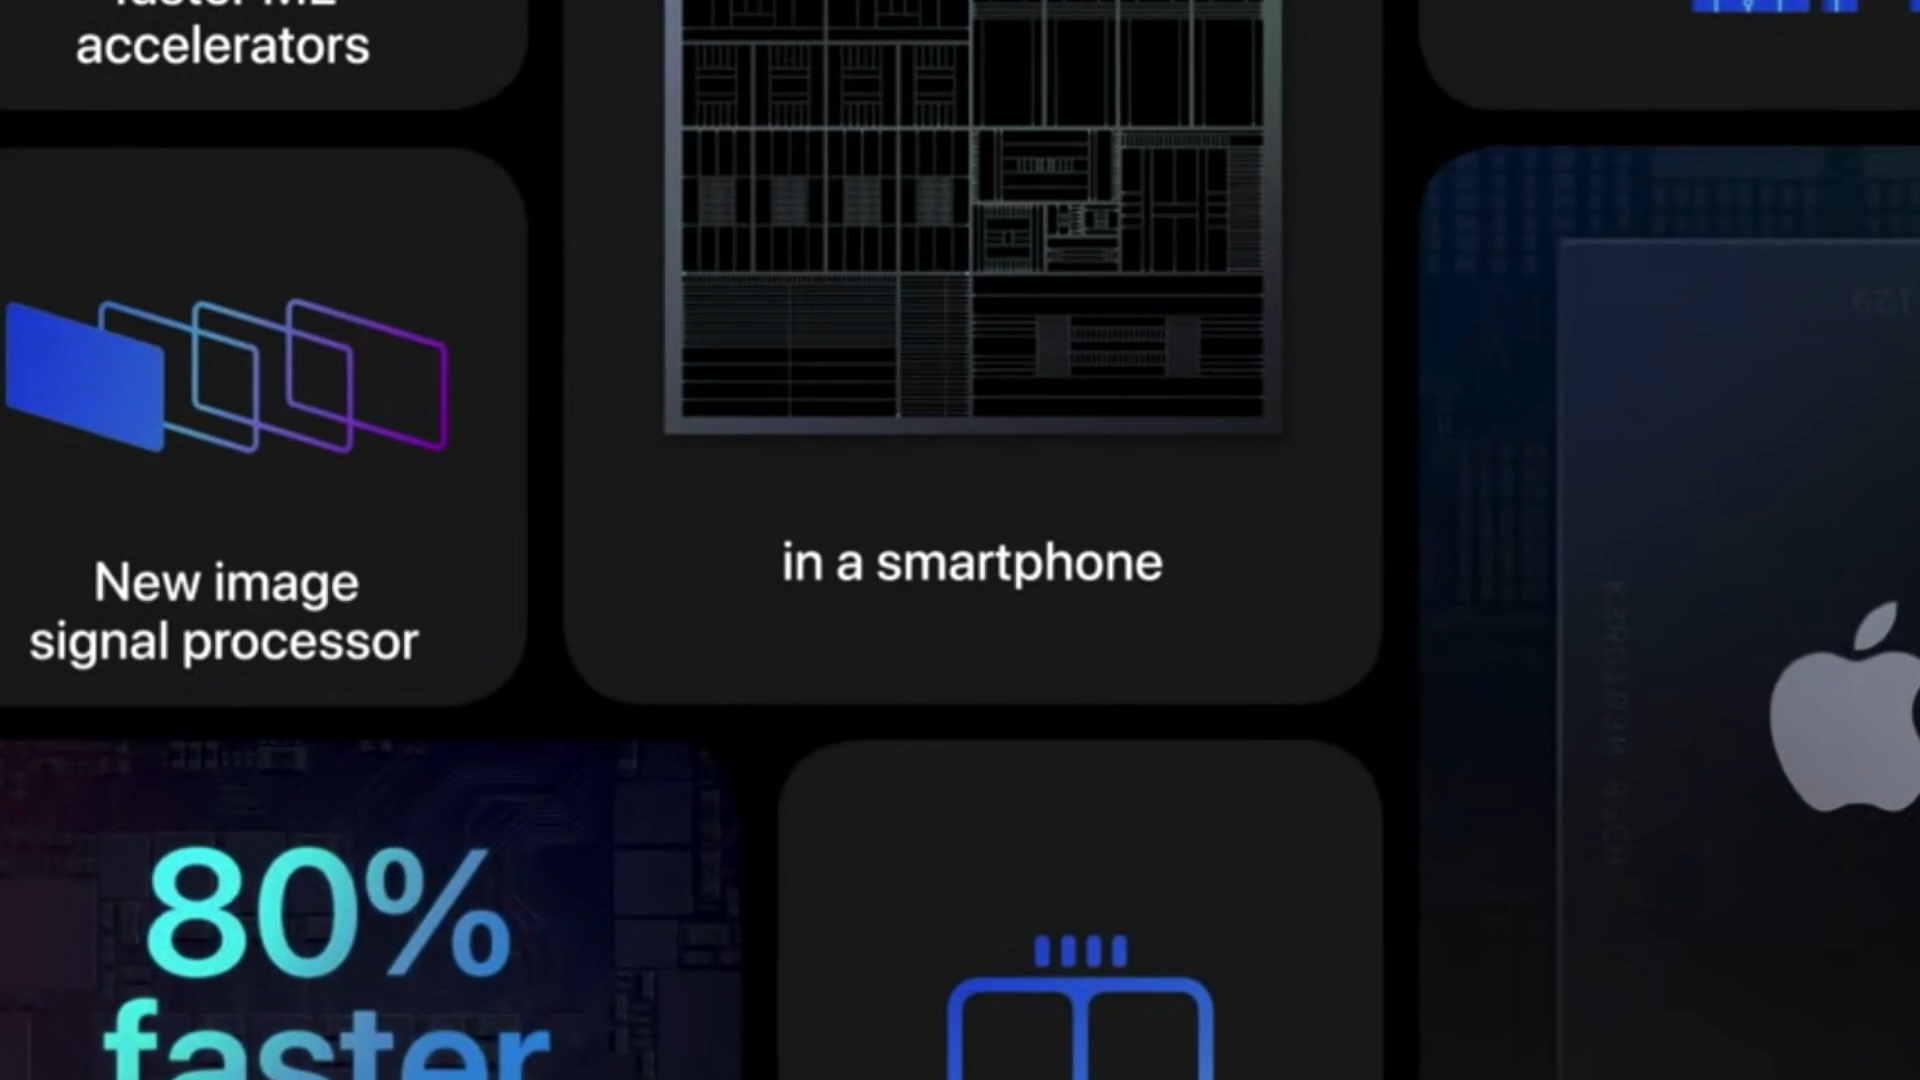 accelerators
in a smartphone
New image
signal processor
80%
faster